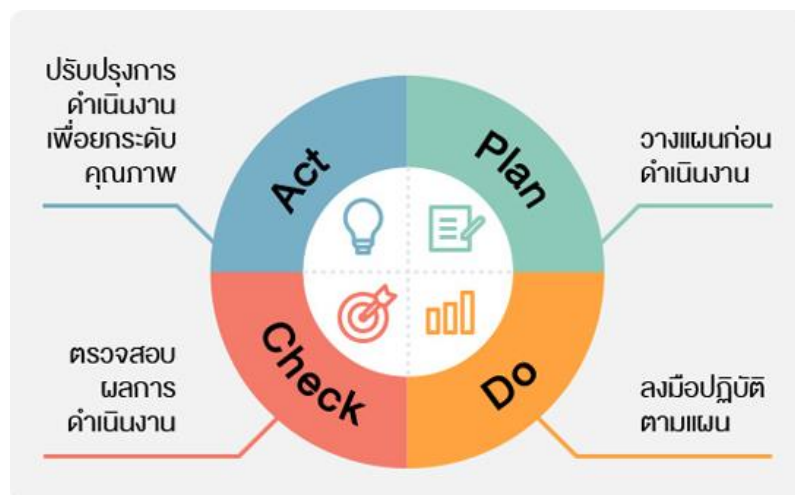 ปรับปรุงการ
ดำเนินงาน
เพื่อยกระดับ
คุณภาพ
Act
Plan
วางแผนก่อน
ดำเนินงาน
ตรวจสอบ
ผลการ
ดำเนินงาน
Check
Do
ลงมือปฏิบัติ
ตามแผน